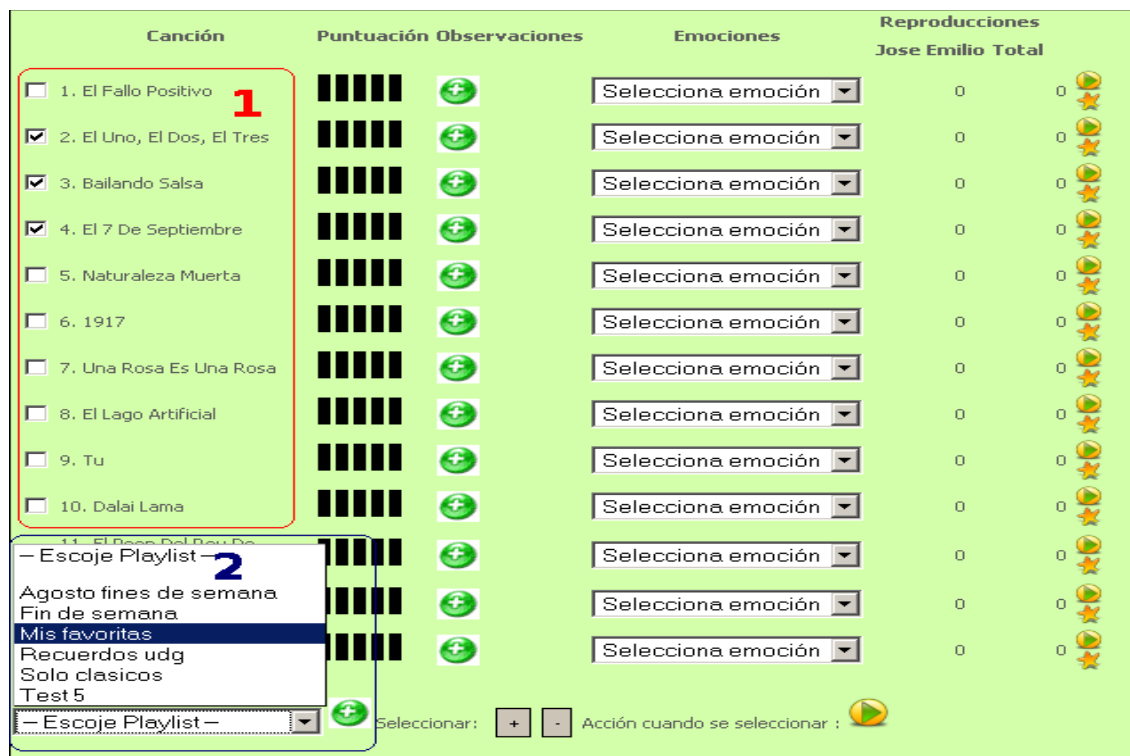 Canción Puntuación Observaciones Emociones Reproducciones
Jose Emilio Total
1. El Fallo Positivo Selecciona emoción 0 0
1
2. El Uno, El Dos, El Tres Selecciona emoción 0 0
3. Bailando Salsa Selecciona emoción 0 0
4. El 7 De Septiembre Selecciona emoción 0 0
5. Naturaleza Muerta Selecciona emoción 0 0
6. 1917 Selecciona emoción 0 0
7. Una Rosa Es Una Rosa Selecciona emoción 0 0
8. El Lago Artificial Selecciona emoción 0 0
9. Tu Selecciona emoción 0 0
10. Dalai Lama Selecciona emoción 0 0
11. El Del De Selecciona emoción 0 0
– Escoje Playlist –
2
Agosto fines de semana
Fin de semana Selecciona emoción 0 0
Mis favoritas
Recuerdos udg Selecciona emoción 0 0
Solo clasicos
Test 5
– Escoje Playlist – Seleccionar: + - Acción cuando se seleccionar :